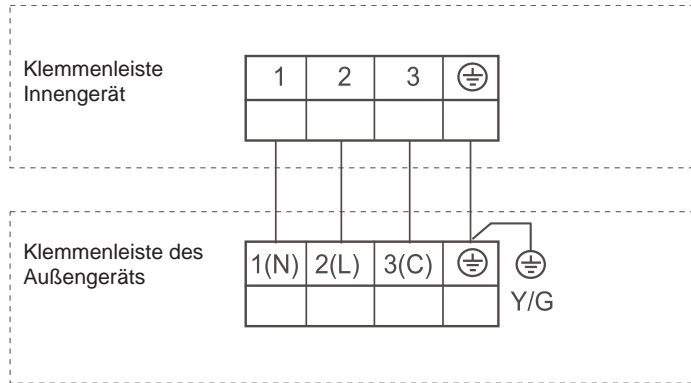 Klemmenleiste
Innengerät
1 2 3
Klemmenleiste des
Außengeräts
1(N) 2(L) 3(C)
Y/G